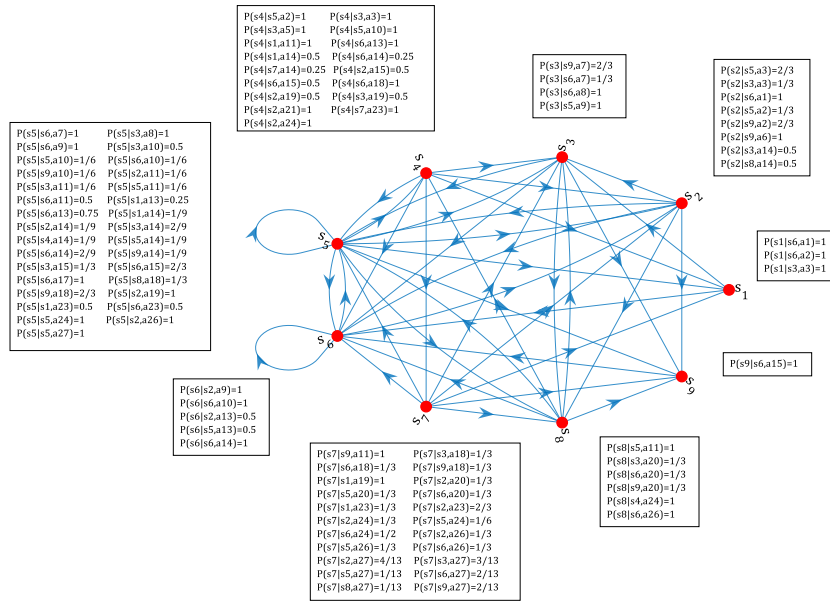 P(s4|s5,a2)=1 P(s4|s3,a3)=1
P(s4|s3,a5)=1 P(s4|s5,a10)=1
P(s4|s1,a11)=1 P(s4|s6,a13)=1
P(s4|s1,a14)=0.5 P(s4|s6,a14)=0.25
P(s4|s7,a14)=0.25 P(s4|s2,a15)=0.5
P(s4|s6,a15)=0.5 P(s4|s6,a18)=1
P(s4|s2,a19)=0.5 P(s4|s3,a19)=0.5
P(s4|s2,a21)=1 P(s4|s7,a23)=1
P(s4|s2,a24)=1
P(s3|s9,a7)=2/3
P(s3|s6,a7)=1/3
P(s3|s6,a8)=1
P(s3|s5,a9)=1
P(s2|s5,a3)=2/3
P(s2|s3,a3)=1/3
P(s2|s6,a1)=1
P(s2|s5,a2)=1/3
P(s2|s9,a2)=2/3
P(s2|s9,a6)=1
P(s2|s3,a14)=0.5
P(s2|s8,a14)=0.5
P(s5|s6,a7)=1 P(s5|s3,a8)=1
P(s5|s6,a9)=1 P(s5|s3,a10)=0.5
P(s5|s5,a10)=1/6 P(s5|s6,a10)=1/6
P(s5|s9,a10)=1/6 P(s5|s2,a11)=1/6
P(s5|s3,a11)=1/6 P(s5|s5,a11)=1/6
P(s5|s6,a11)=0.5 P(s5|s1,a13)=0.25
P(s5|s6,a13)=0.75 P(s5|s1,a14)=1/9
P(s5|s2,a14)=1/9 P(s5|s3,a14)=2/9
P(s5|s4,a14)=1/9 P(s5|s5,a14)=1/9
P(s5|s6,a14)=2/9 P(s5|s9,a14)=1/9
P(s5|s3,a15)=1/3 P(s5|s6,a15)=2/3
P(s5|s6,a17)=1 P(s5|s8,a18)=1/3
P(s5|s9,a18)=2/3 P(s5|s2,a19)=1
P(s5|s1,a23)=0.5 P(s5|s6,a23)=0.5
P(s5|s5,a24)=1 P(s5|s2,a26)=1
P(s5|s5,a27)=1
s3
s4
s2
s5
P(s1|s6,a1)=1
P(s1|s6,a2)=1
P(s1|s3,a3)=1
s1
s6
P(s9|s6,a15)=1
s9
P(s6|s2,a9)=1
P(s6|s6,a10)=1
P(s6|s2,a13)=0.5
P(s6|s5,a13)=0.5
P(s6|s6,a14)=1
s7
s8
P(s7|s9,a11)=1 P(s7|s3,a18)=1/3
P(s7|s6,a18)=1/3 P(s7|s9,a18)=1/3
P(s7|s1,a19)=1 P(s7|s2,a20)=1/3
P(s7|s5,a20)=1/3 P(s7|s6,a20)=1/3
P(s7|s1,a23)=1/3 P(s7|s2,a23)=2/3
P(s7|s2,a24)=1/3 P(s7|s5,a24)=1/6
P(s7|s6,a24)=1/2 P(s7|s2,a26)=1/3
P(s7|s5,a26)=1/3 P(s7|s6,a26)=1/3
P(s7|s2,a27)=4/13 P(s7|s3,a27)=3/13
P(s7|s5,a27)=1/13 P(s7|s6,a27)=2/13
P(s7|s8,a27)=1/13 P(s7|s9,a27)=2/13
P(s8|s5,a11)=1
P(s8|s3,a20)=1/3
P(s8|s6,a20)=1/3
P(s8|s9,a20)=1/3
P(s8|s4,a24)=1
P(s8|s6,a26)=1